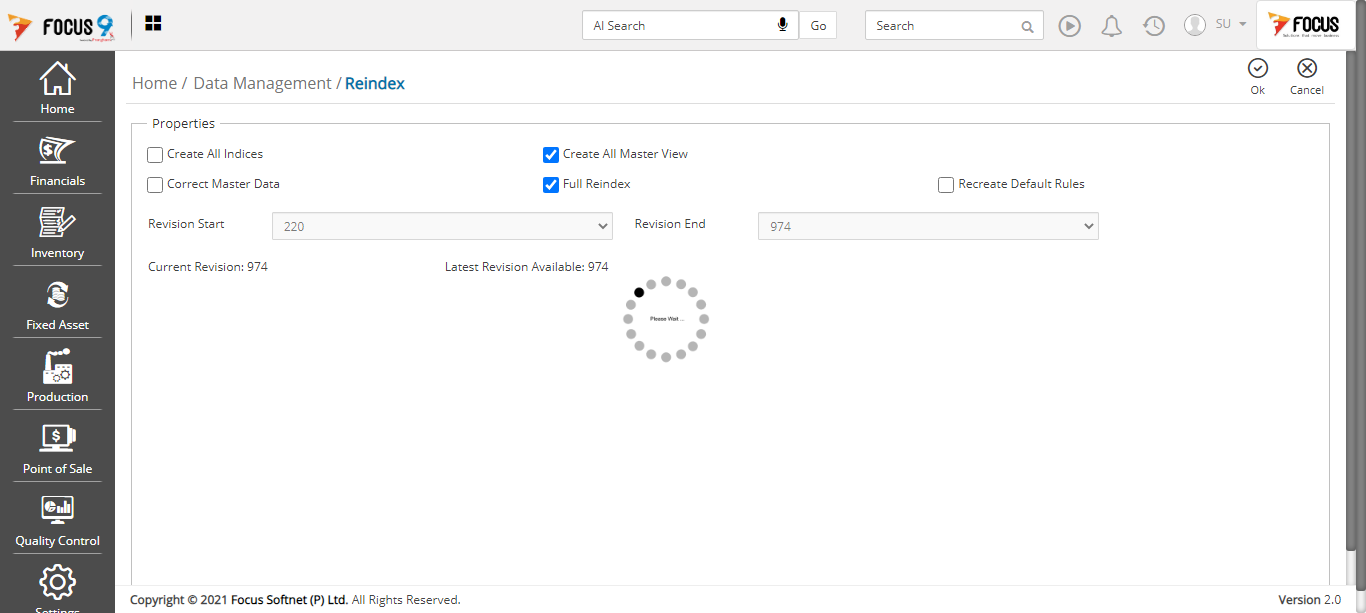 FOCUS 9
AI Search
Go
Search
SU
FOCUS
Home / Data Management / Reindex
Ok
Cancel
Home
Financials
Inventory
Fixed Asset
Production
Point of Sale
Quality Control
Settings
Properties
Create All Indices
Create All Master View
Correct Master Data
Full Reindex
Recreate Default Rules
Revision Start
220
Revision End
974
Current Revision: 974
Latest Revision Available: 974
Please Wait ...
Copyright © 2021 Focus Softnet (P) Ltd. All Rights Reserved.
Version 2.0